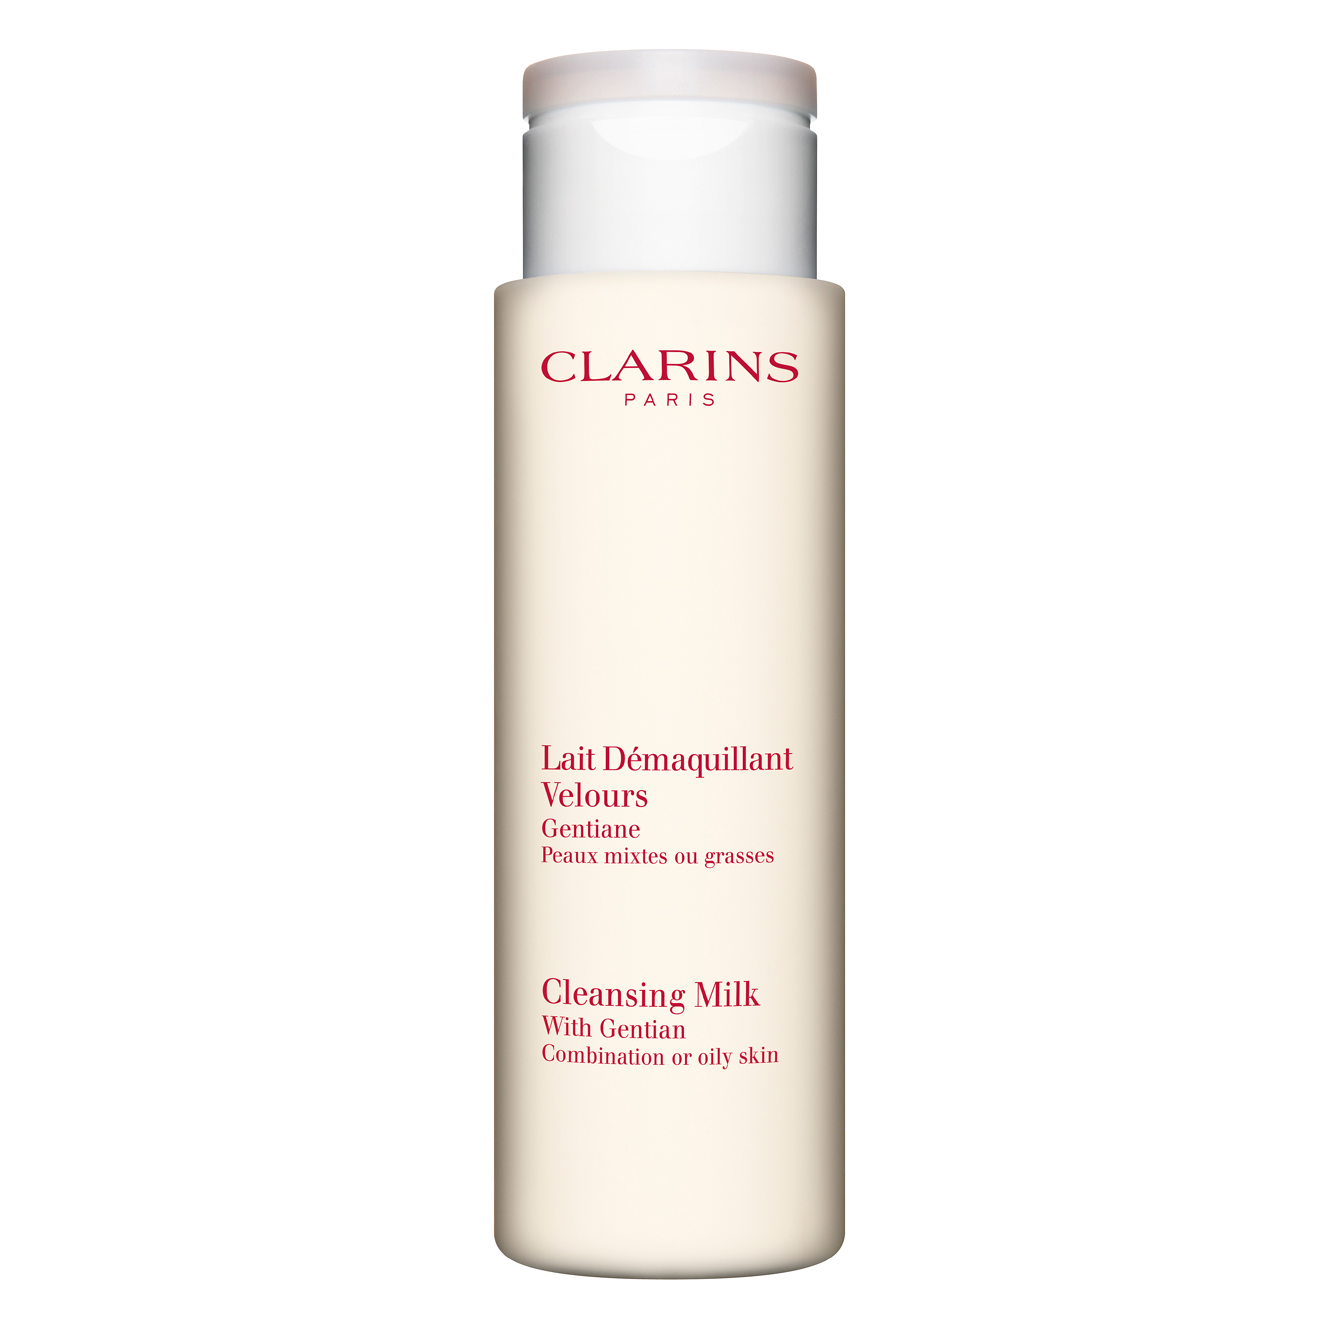 CLARINS
PARIS
Lait Démaquillant
Velours
Gentiane
Peaux mixtes ou grasses
Cleansing Milk
With Gentian
Combination or oily skin